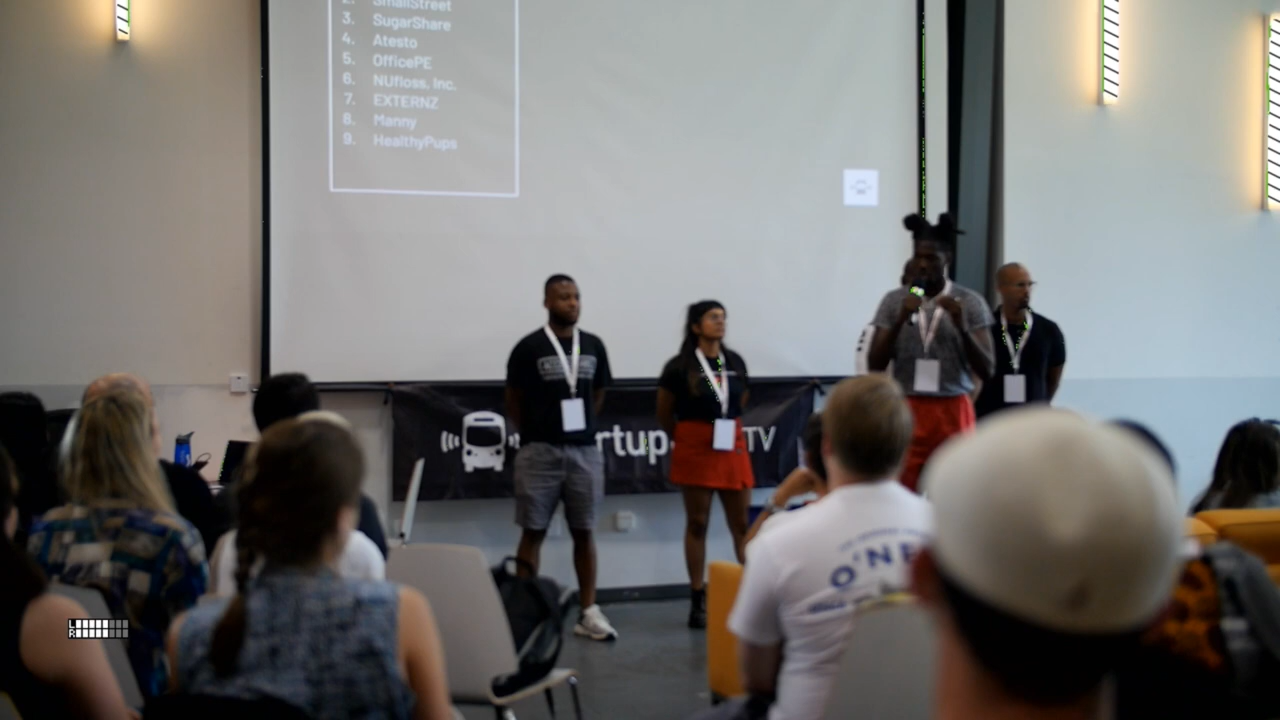 2. SmallStreet
3. SugarShare
4. Atesto
5. OfficePE
6. NUfloss, Inc.
7. EXTERNZ
8. Manny
9. HealthyPups
rtup TV
O'NE
L
R